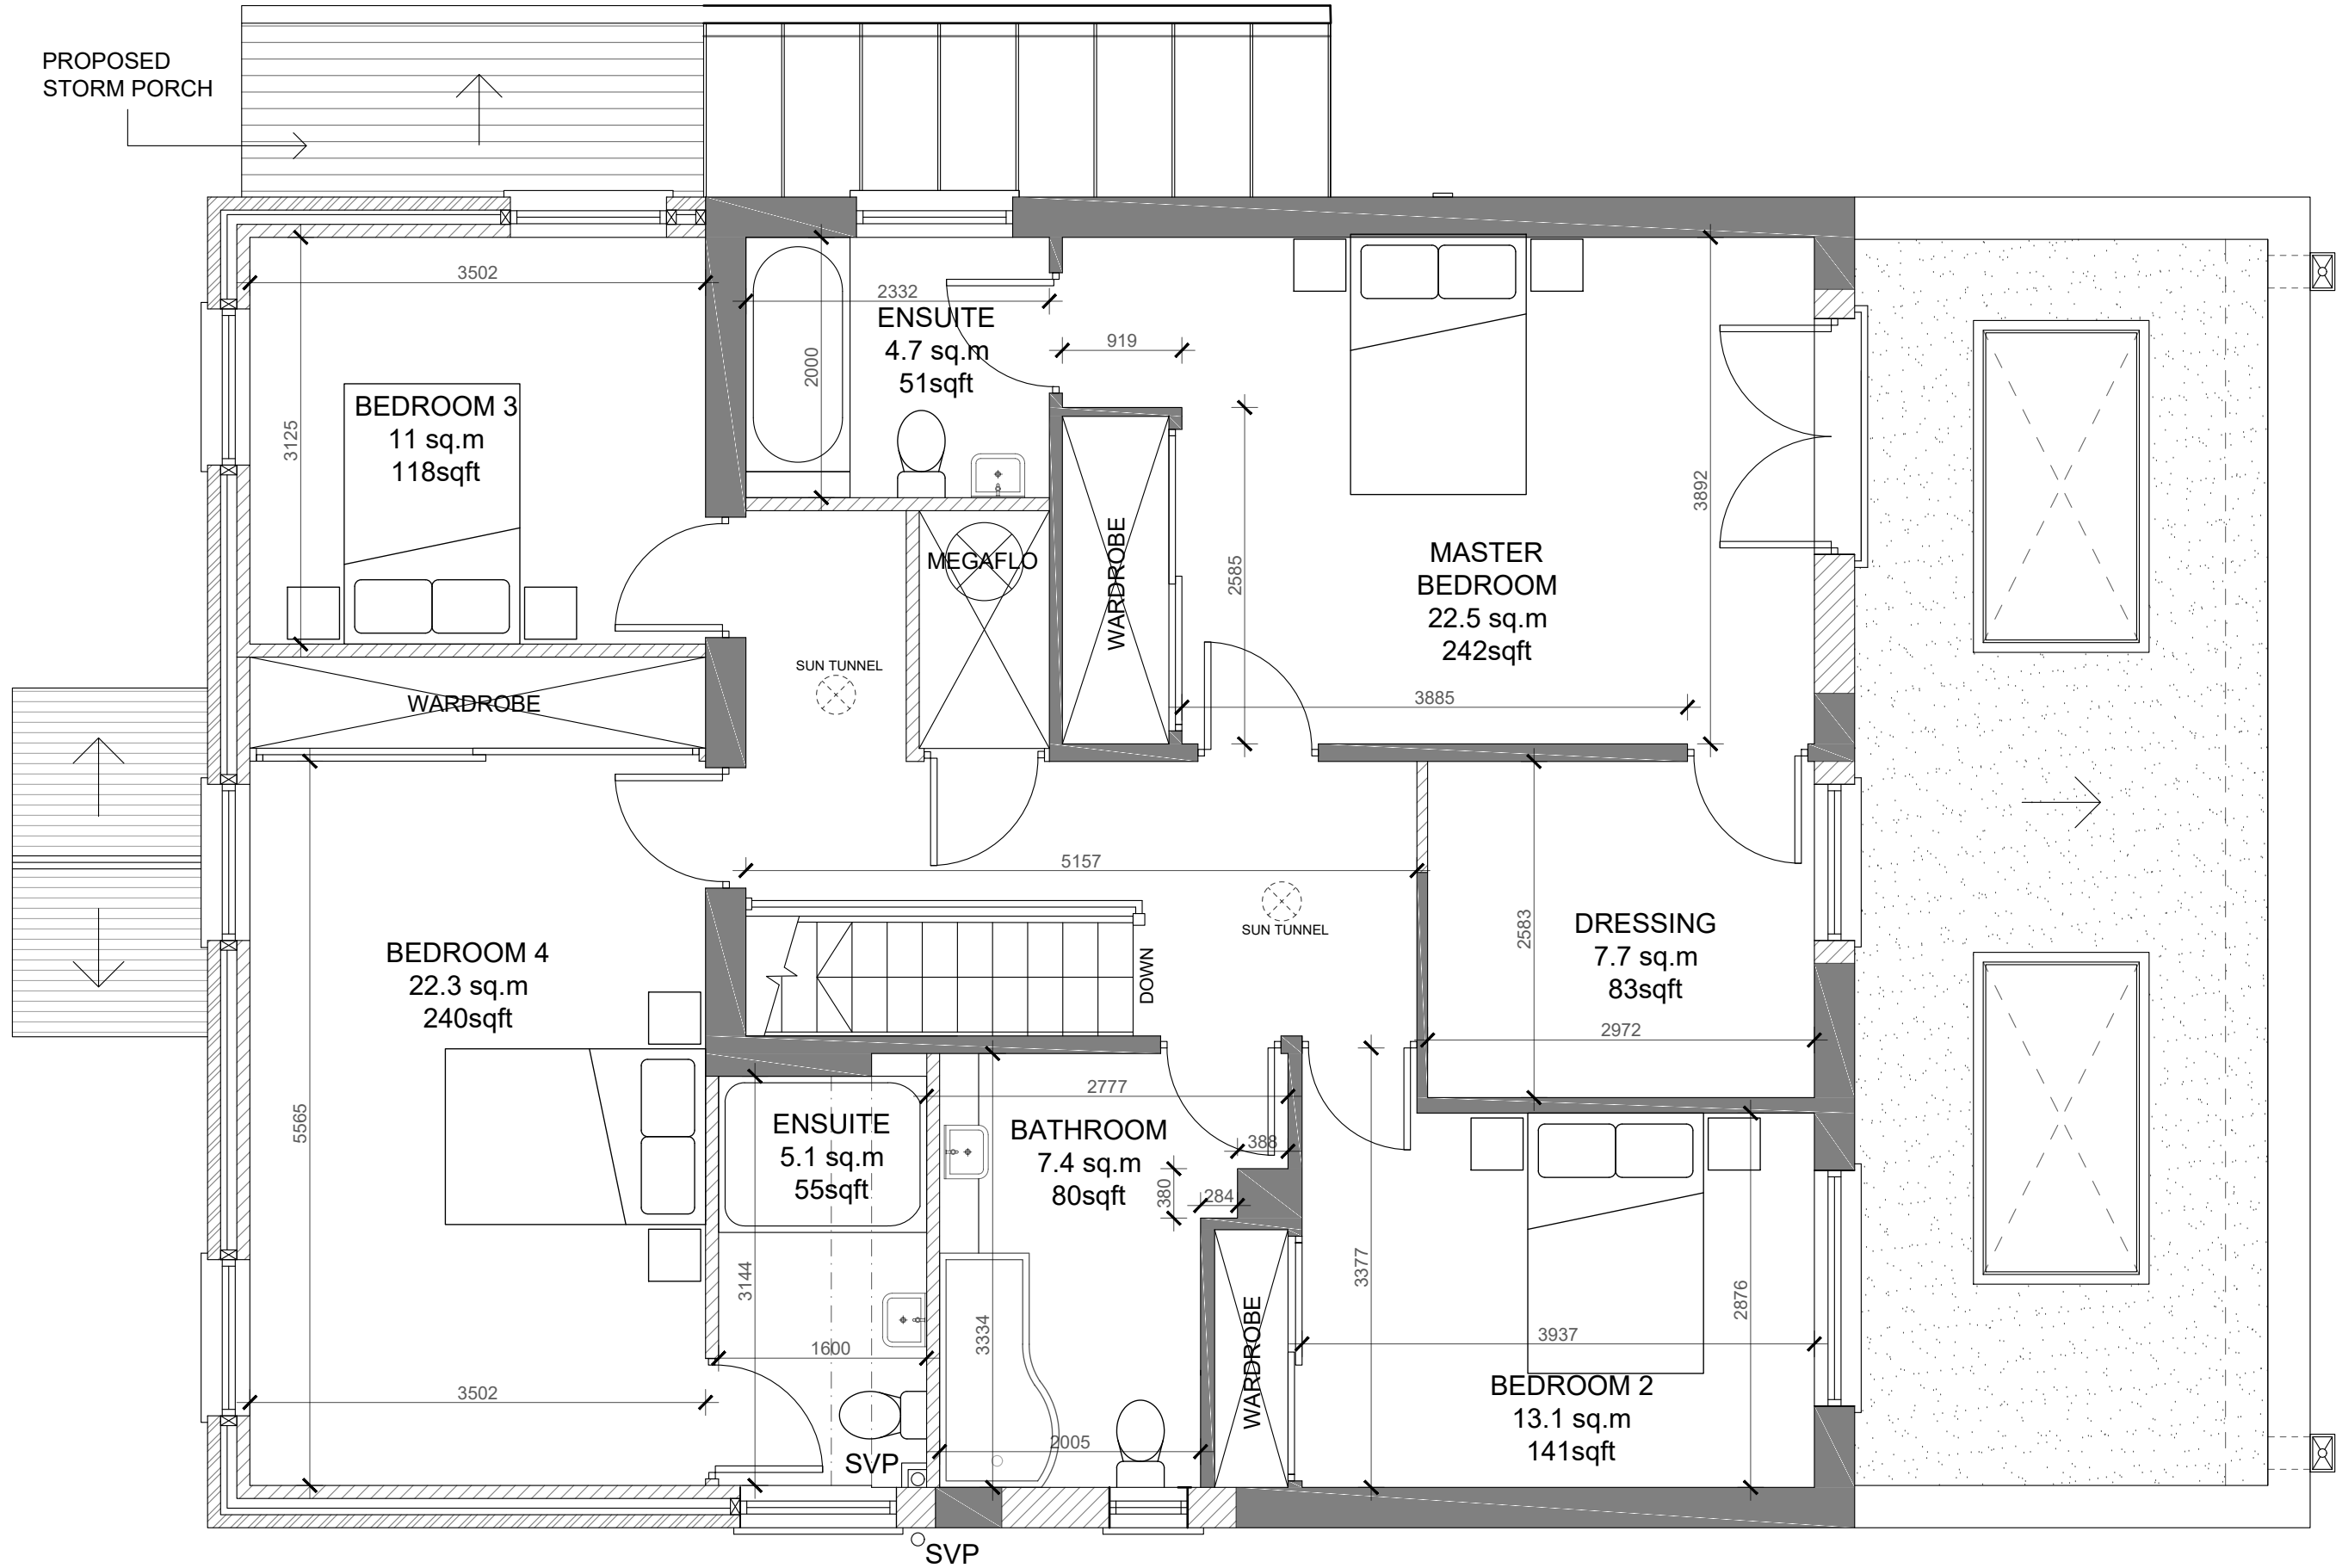 PROPOSED
STORM PORCH
3502
3125
BEDROOM 3
11 sq.m
118sqft
2332
ENSUITE
4.7 sq.m
51sqft
2000
919
2585
WARDROBE
MEGAFLO
MASTER
BEDROOM
22.5 sq.m
242sqft
3892
3885
WARDROBE
SUN TUNNEL
5157
SUN TUNNEL
DOWN
DRESSING
7.7 sq.m
83sqft
2583
2972
BEDROOM 4
22.3 sq.m
240sqft
5565
3502
ENSUITE
5.1 sq.m
55sqft
3144
1600
SVP
SVP
2777
BATHROOM
7.4 sq.m
80sqft
388
380
284
3334
2005
WARDROBE
3377
3937
2876
BEDROOM 2
13.1 sq.m
141sqft